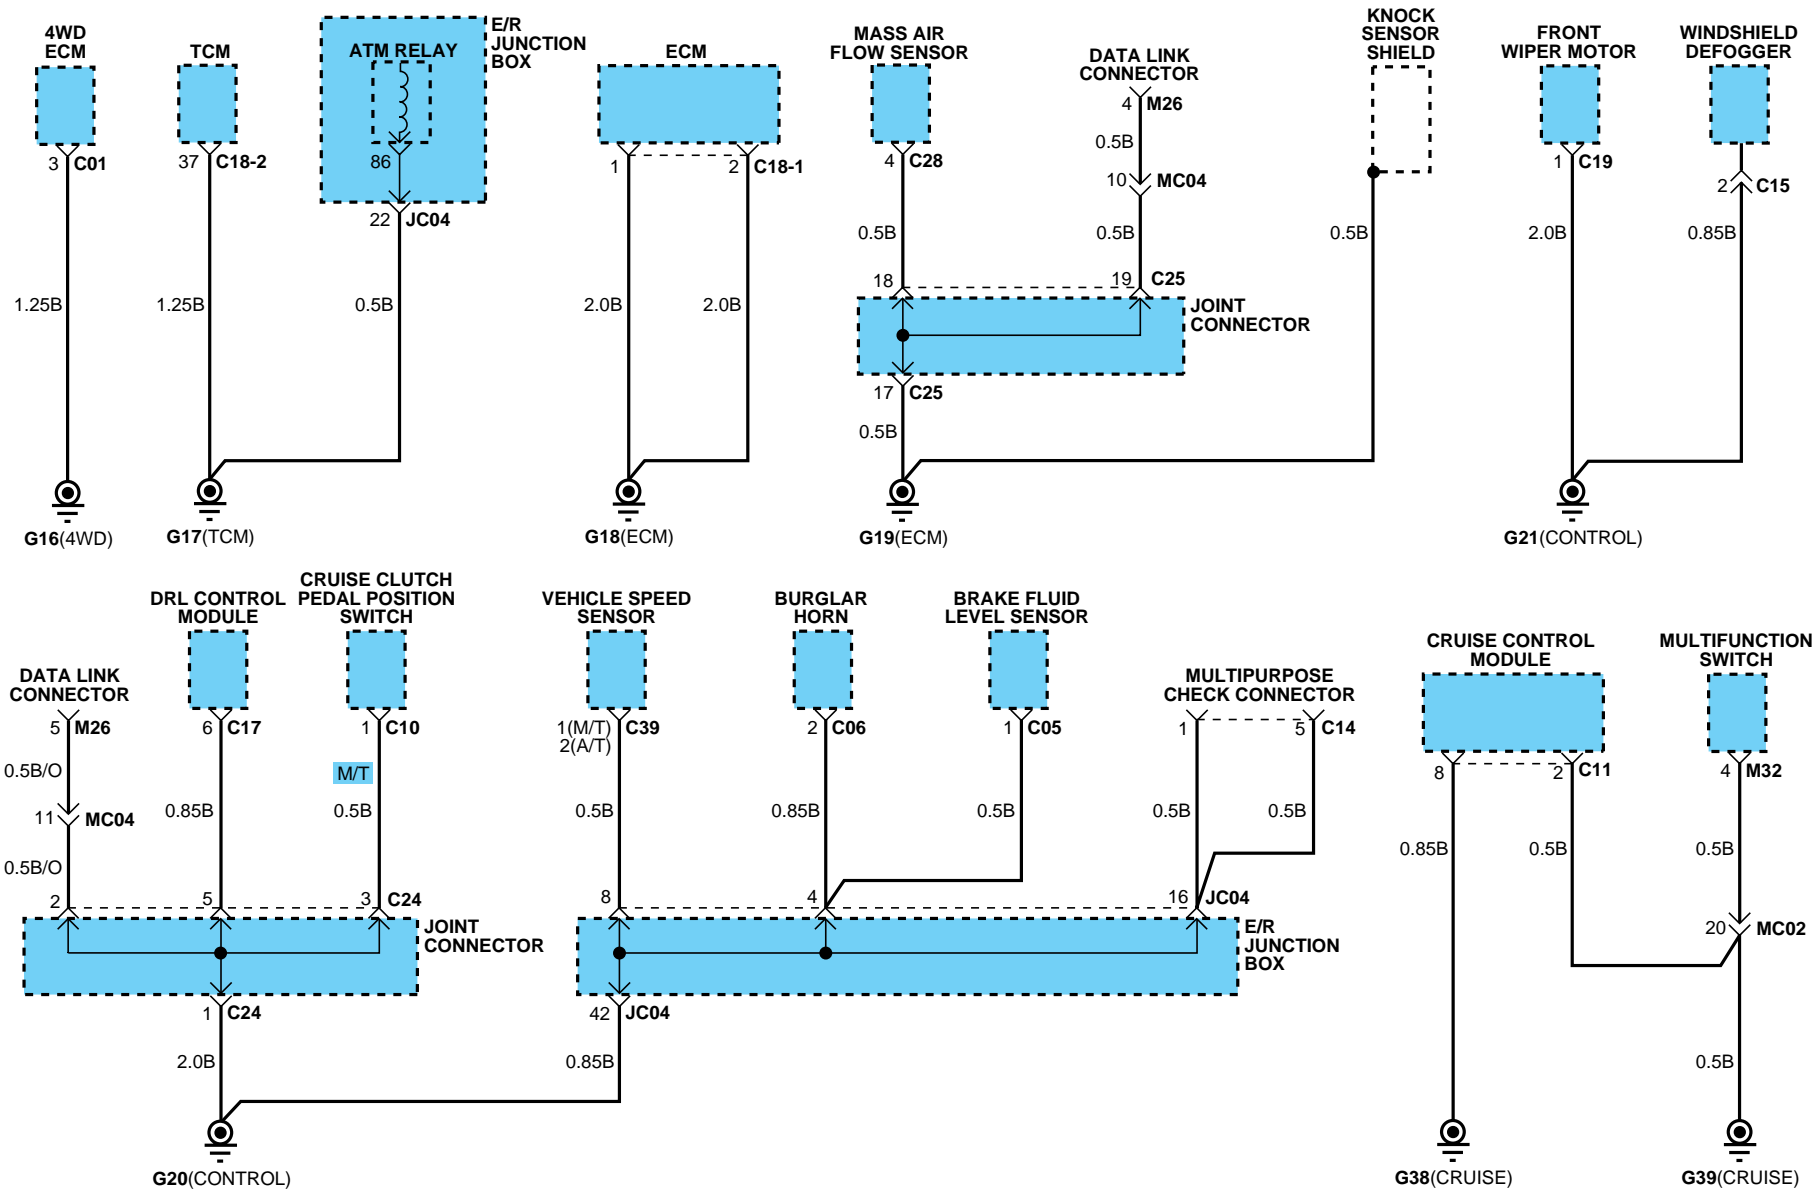 4WD
ECM
3 C01
1.25B
G16(4WD)
TCM
37 C18-2
1.25B
G17(TCM)
E/R
JUNCTION
BOX
ATM RELAY
86
22 JC04
0.5B
ECM
1 2 C18-1
2.0B 2.0B
G18(ECM)
MASS AIR
FLOW SENSOR
4 C28
0.5B
DATA LINK
CONNECTOR
4 M26
0.5B
10 MC04
0.5B
18 19 C25
JOINT
CONNECTOR
17 C25
0.5B
G19(ECM)
KNOCK
SENSOR
SHIELD
0.5B
FRONT
WIPER MOTOR
1 C19
2.0B
WINDSHIELD
DEFOGGER
2 C15
0.85B
G21(CONTROL)
DATA LINK
CONNECTOR
5 M26
0.5B/O
11 MC04
0.5B/O
DRL CONTROL
MODULE
6 C17
0.85B
CRUISE CLUTCH
PEDAL POSITION
SWITCH
1 C10
M/T
0.5B
2 5 3 C24
JOINT
CONNECTOR
1 C24
2.0B
G20(CONTROL)
VEHICLE SPEED
SENSOR
1(M/T) C39
2(A/T)
0.5B
BURGLAR
HORN
2 C06
0.85B
BRAKE FLUID
LEVEL SENSOR
1 C05
0.5B
MULTIPURPOSE
CHECK CONNECTOR
1 5 C14
0.5B 0.5B
8 4 16 JC04
E/R
JUNCTION
BOX
42 JC04
0.85B
CRUISE CONTROL
MODULE
8 2 C11
0.85B 0.5B
G38(CRUISE)
MULTIFUNCTION
SWITCH
4 M32
0.5B
20 MC02
0.5B
G39(CRUISE)